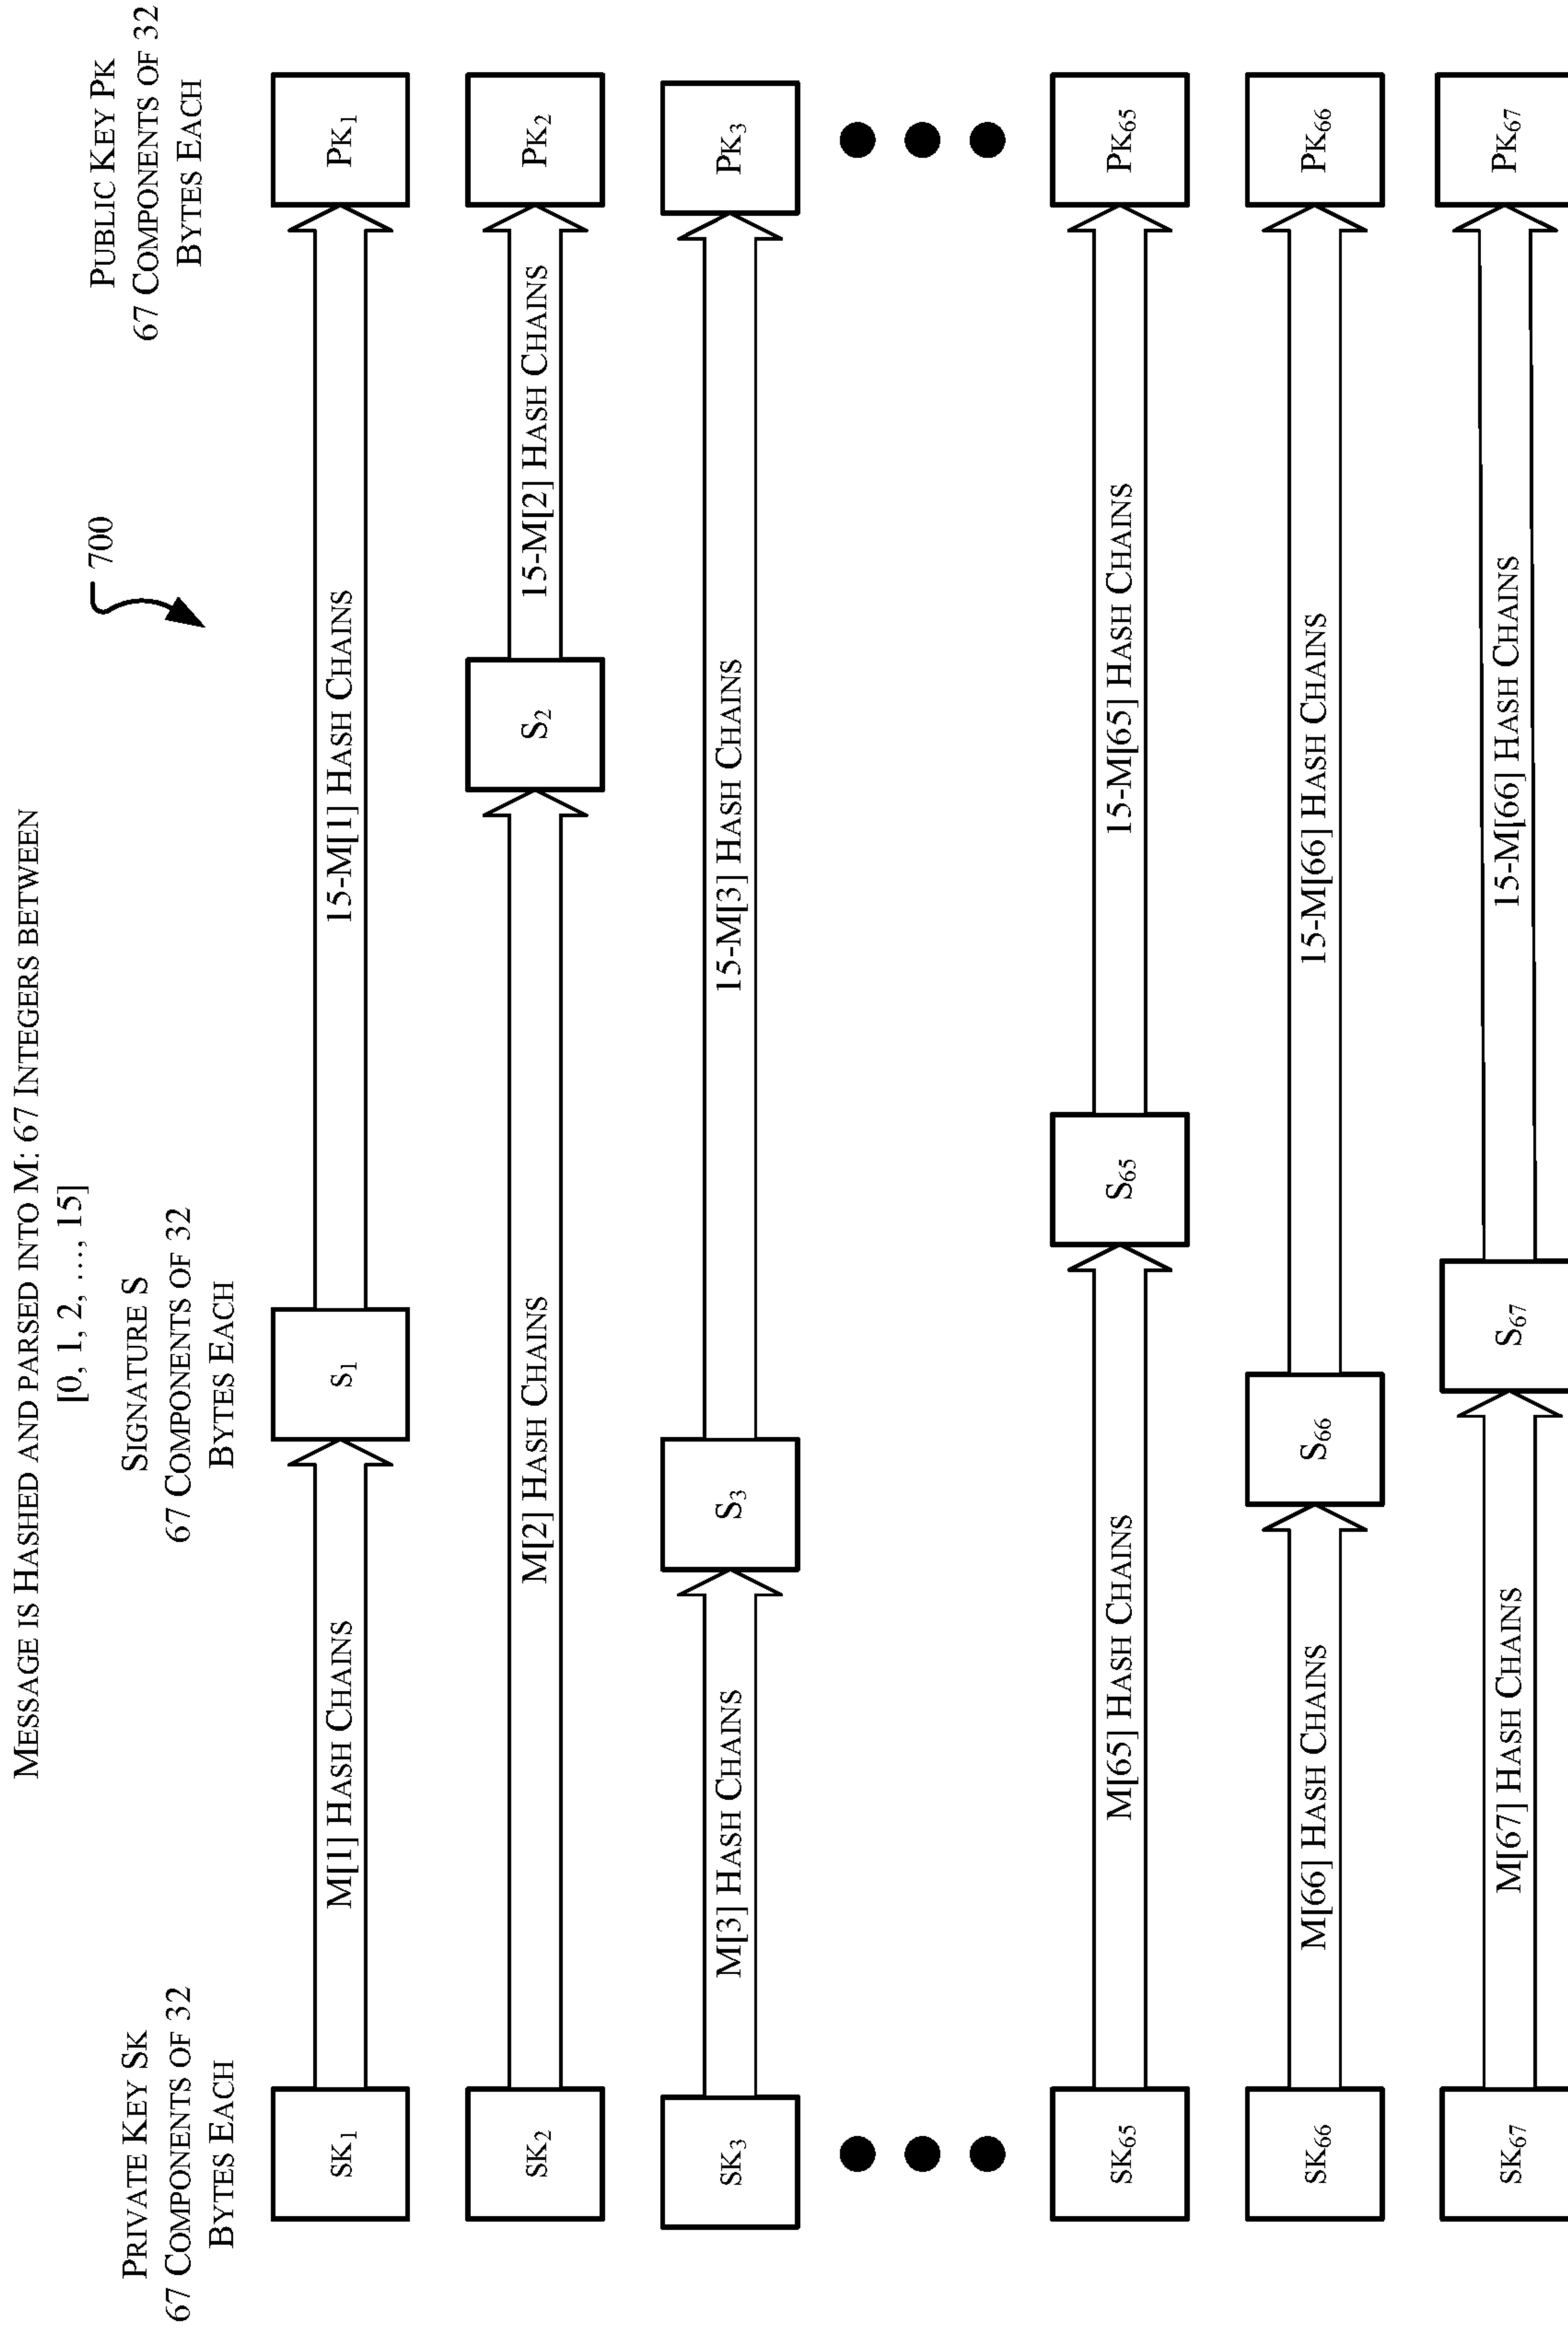 MESSAGE IS HASHED AND PARSED INTO M: 67 INTEGERS BETWEEN
[0, 1, 2, …, 15]
PRIVATE KEY SK
67 COMPONENTS OF 32
BYTES EACH
SIGNATURE S
67 COMPONENTS OF 32
BYTES EACH
700
PUBLIC KEY PK
67 COMPONENTS OF 32
BYTES EACH
SK1
M[1] HASH CHAINS
S1
15-M[1] HASH CHAINS
PK1
SK2
M[2] HASH CHAINS
S2
15-M[2] HASH CHAINS
PK2
SK3
M[3] HASH CHAINS
S3
15-M[3] HASH CHAINS
PK3
SK65
M[65] HASH CHAINS
S65
15-M[65] HASH CHAINS
PK65
SK66
M[66] HASH CHAINS
S66
15-M[66] HASH CHAINS
PK66
SK67
M[67] HASH CHAINS
S67
15-M[66] HASH CHAINS
PK67